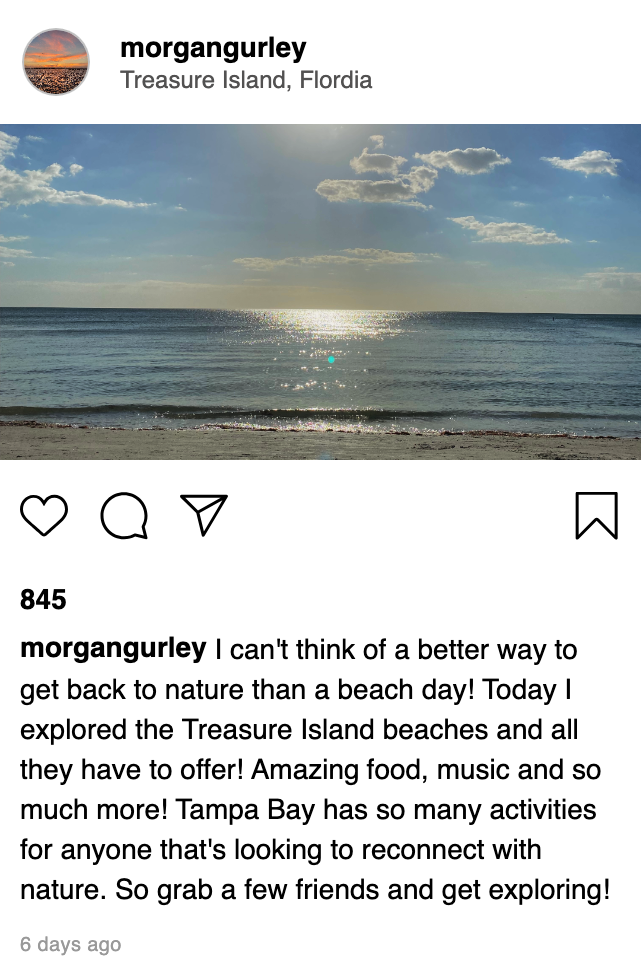 morgangurley
Treasure Island, Flordia
845
morgangurley I can't think of a better way to
get back to nature than a beach day! Today I
explored the Treasure Island beaches and all
they have to offer! Amazing food, music and so
much more! Tampa Bay has so many activities
for anyone that's looking to reconnect with
nature. So grab a few friends and get exploring!
6 days ago